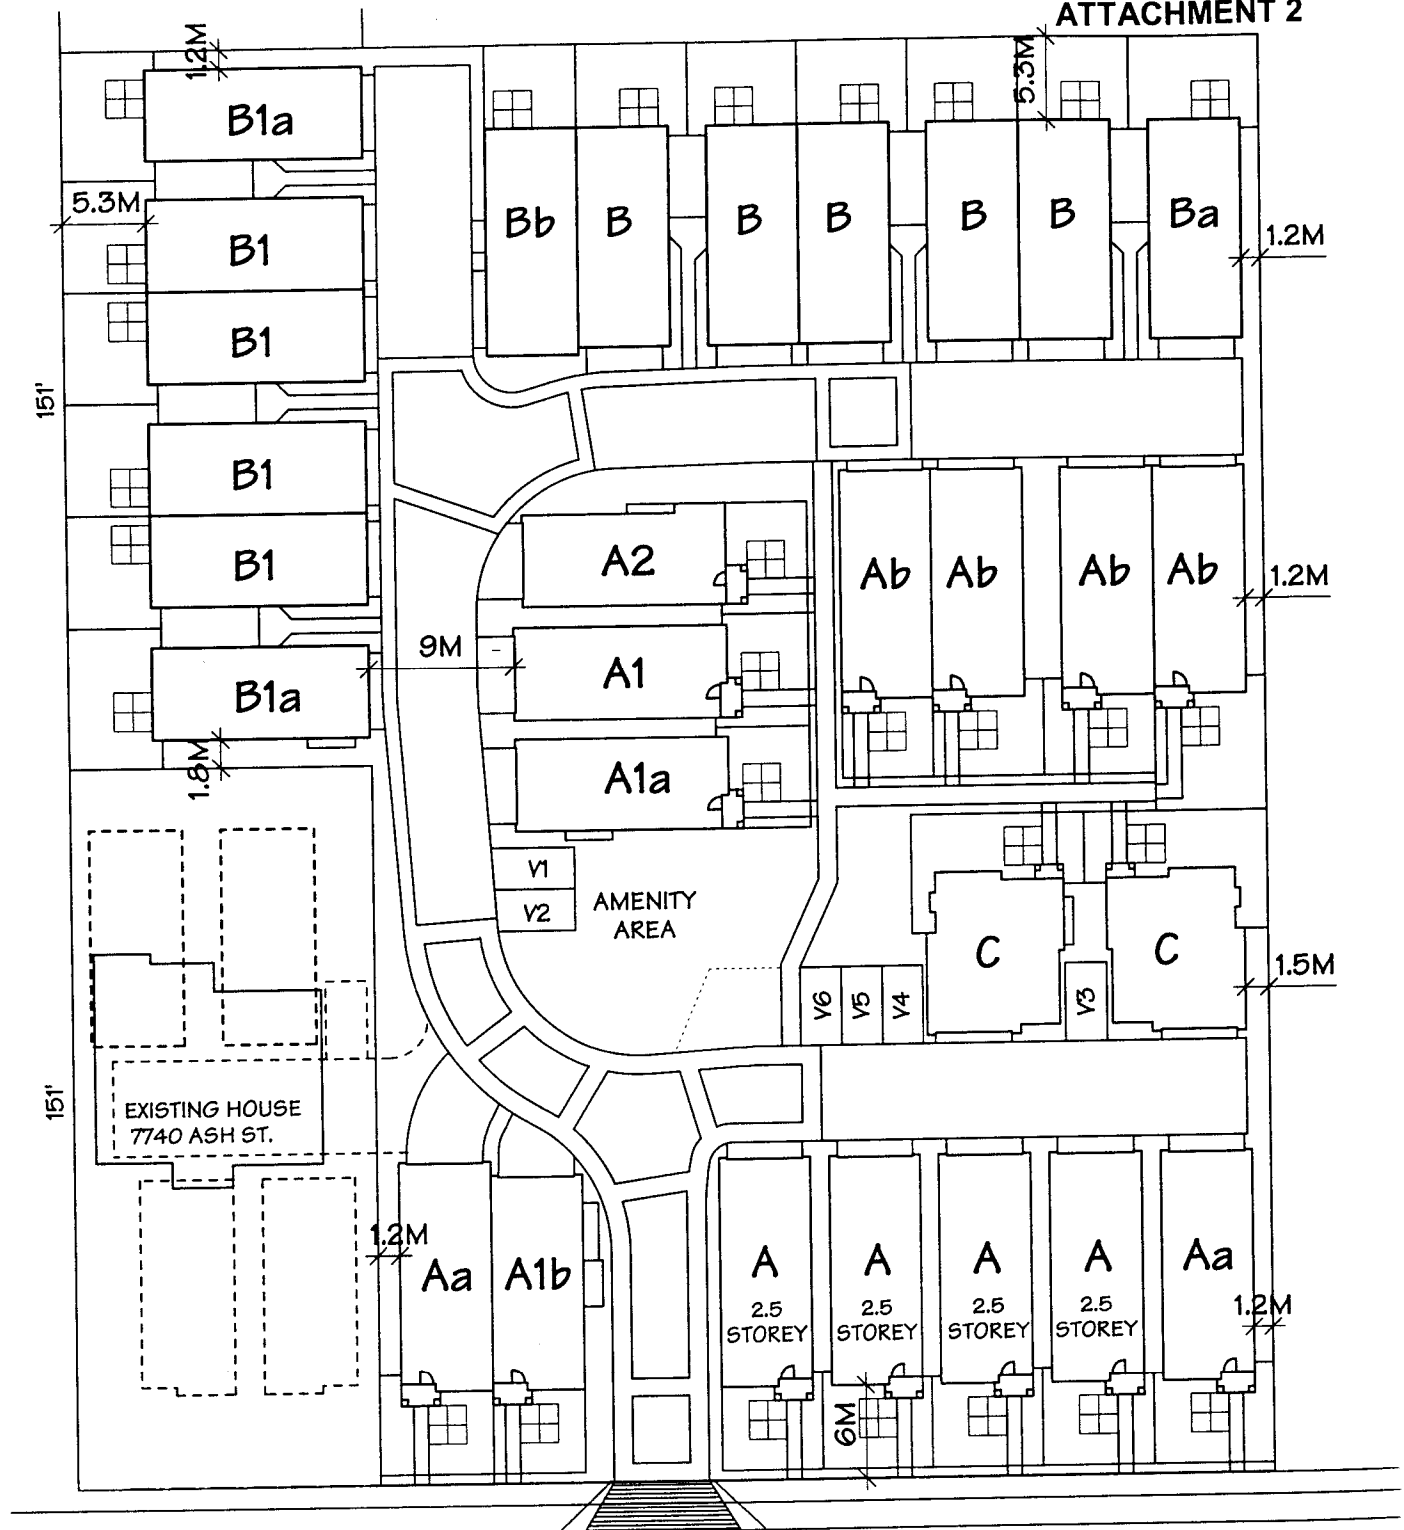 ATTACHMENT 2
1.2M
5.3M
B1a
5.3M
B1
Bb
B
B
B
B
B
Ba
1.2M
B1
151'
B1
B1
A2
Ab
Ab
Ab
Ab
1.2M
9M
A1
B1a
1.8M
A1a
V1
V2
AMENITY
AREA
C
C
1.5M
V6
V5
V4
V3
151'
EXISTING HOUSE
7740 ASH ST.
1.2M
Aa
A1b
A
2.5
STOREY
A
2.5
STOREY
A
2.5
STOREY
A
2.5
STOREY
Aa
1.2M
6M